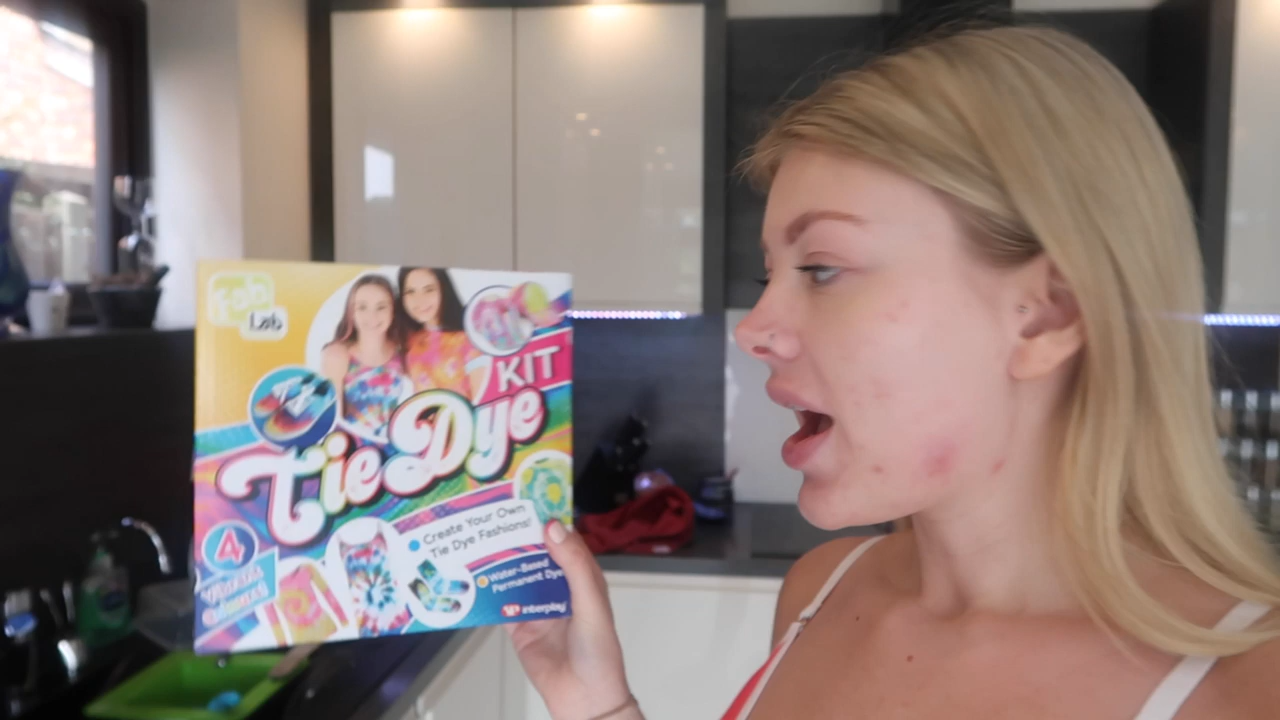 Fab
Lab
KIT
Tie Dye
Create Your Own
Tie Dye Fashions!
4
Water-Based
Permanent Dye
interplay